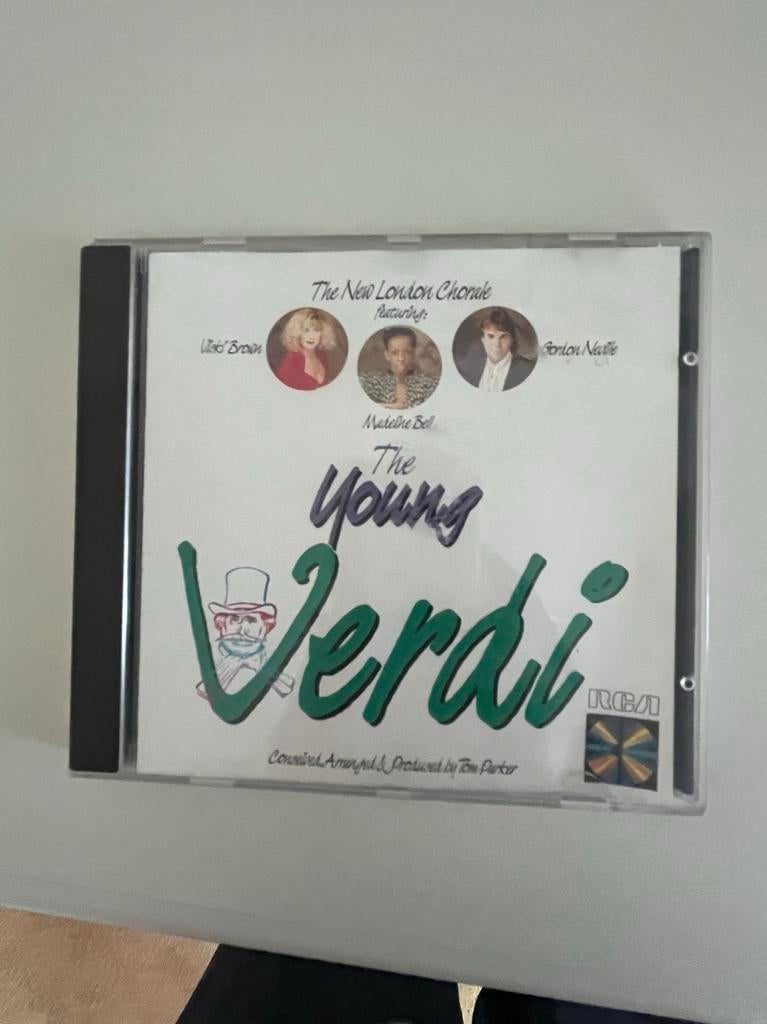 The New London Chorale
featuring:
Vicki Brown
Gordon Neville
Madeline Bell
The
Young
Verdi
RCA
Conceived, Arranged & Produced by Tom Parker